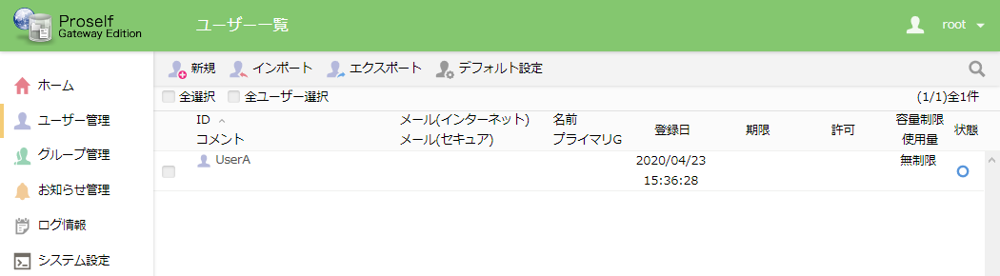 Proself
Gateway Edition
ユーザー一覧
root
ホーム
ユーザー管理
グループ管理
お知らせ管理
ログ情報
システム設定
新規 インポート エクスポート デフォルト設定
全選択 全ユーザー選択 (1/1)全1件
ID メール(インターネット) 名前 登録日 期限 許可 容量制限 状態
コメント メール(セキュア) プライマリG 使用量
UserA 2020/04/23 無制限
15:36:28